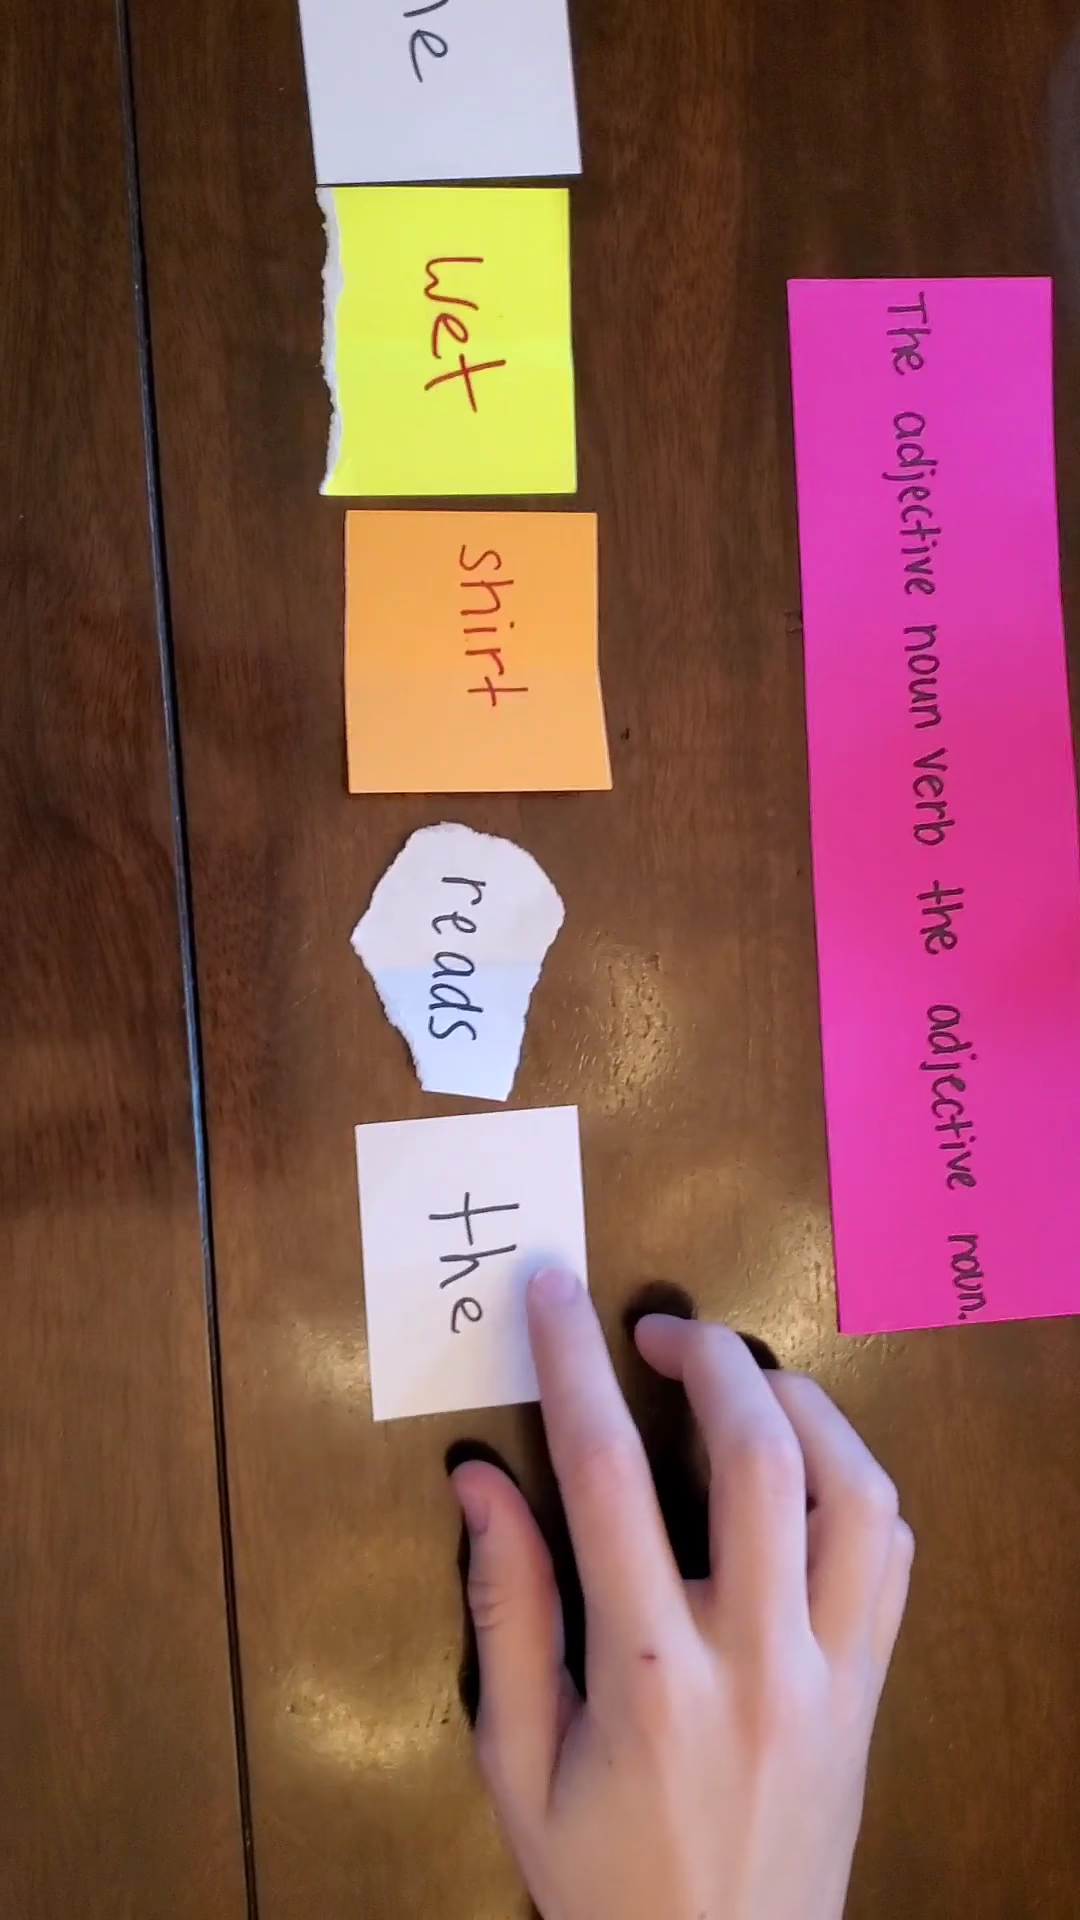 The adjective noun verb the adjective noun.
wet
shirt
reads
the